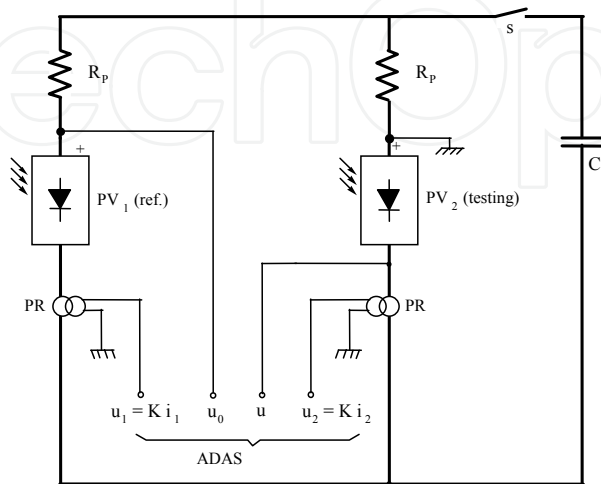 s
R_P
R_P
C
+
+
PV_1 (ref.)
PV_2 (testing)
PR
PR
u_1 = K i_1
u_0
u
u_2 = K i_2
ADAS